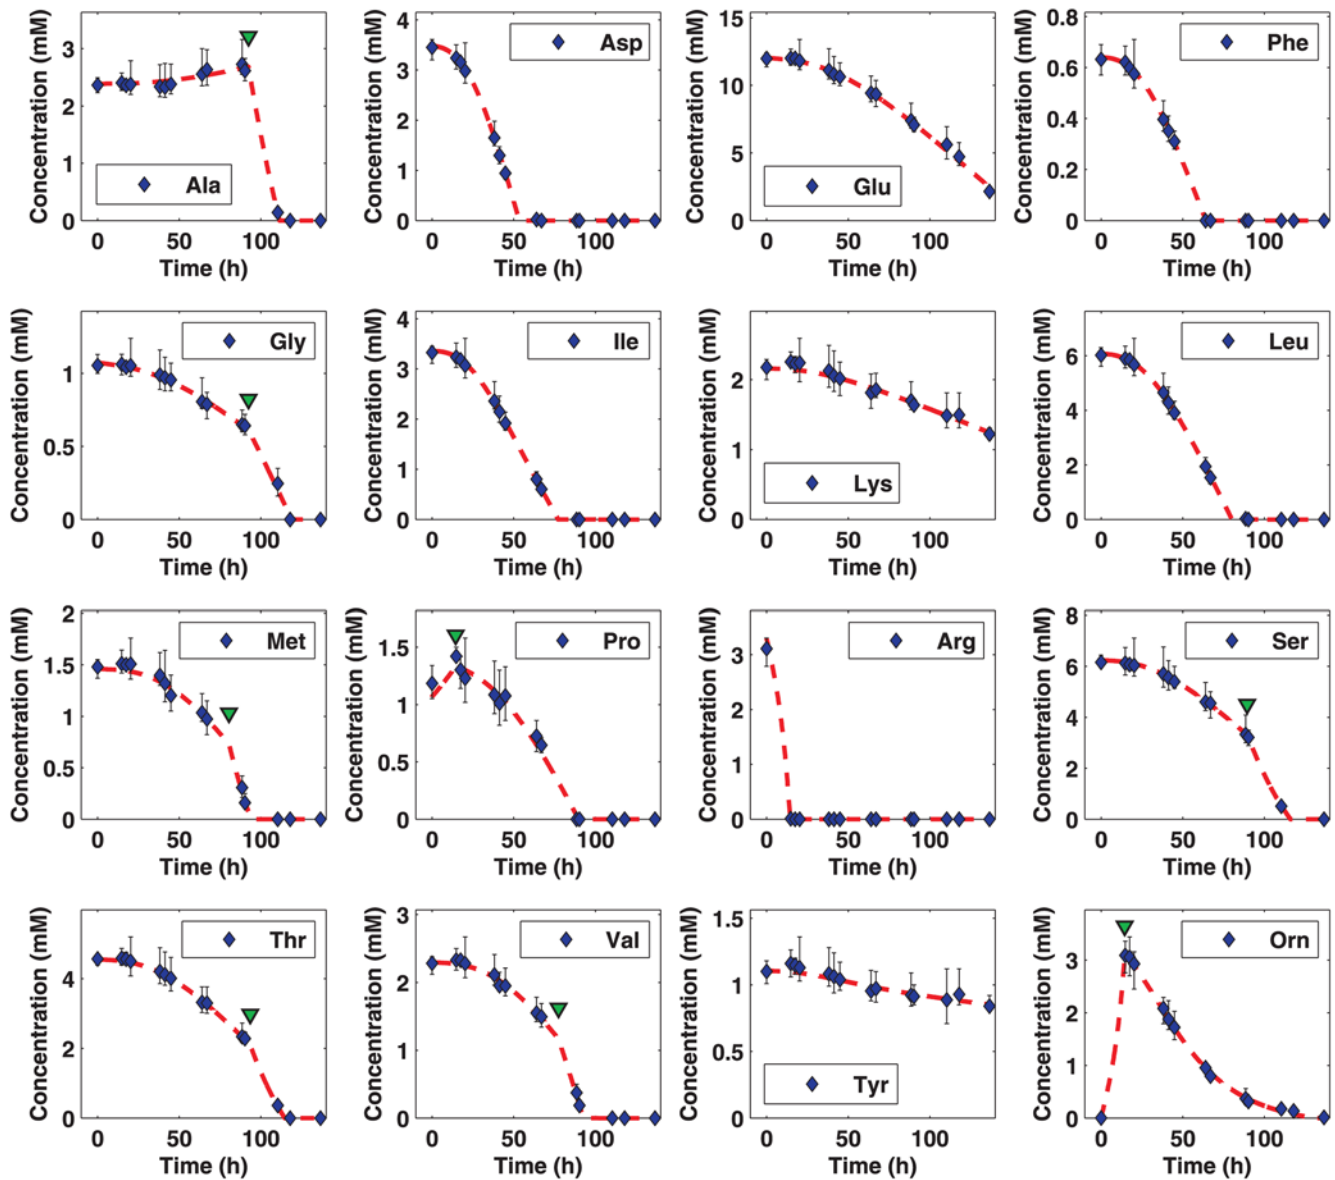 Concentration (mM)
3
2
1
0
0 50 100
Time (h)
Ala
Concentration (mM)
4
3
2
1
0
0 50 100
Time (h)
Asp
Concentration (mM)
15
10
5
0
0 50 100
Time (h)
Glu
Concentration (mM)
0.8
0.6
0.4
0.2
0
0 50 100
Time (h)
Phe
Concentration (mM)
1
0.5
0
0 50 100
Time (h)
Gly
Concentration (mM)
4
3
2
1
0
0 50 100
Time (h)
Ile
Concentration (mM)
2
1
0
0 50 100
Time (h)
Lys
Concentration (mM)
6
4
2
0
0 50 100
Time (h)
Leu
Concentration (mM)
2
1.5
1
0.5
0
0 50 100
Time (h)
Met
Concentration (mM)
1.5
1
0.5
0
0 50 100
Time (h)
Pro
Concentration (mM)
3
2
1
0
0 50 100
Time (h)
Arg
Concentration (mM)
8
6
4
2
0
0 50 100
Time (h)
Ser
Concentration (mM)
4
2
0
0 50 100
Time (h)
Thr
Concentration (mM)
3
2
1
0
0 50 100
Time (h)
Val
Concentration (mM)
1.5
1
0.5
0
0 50 100
Time (h)
Tyr
Concentration (mM)
3
2
1
0
0 50 100
Time (h)
Orn